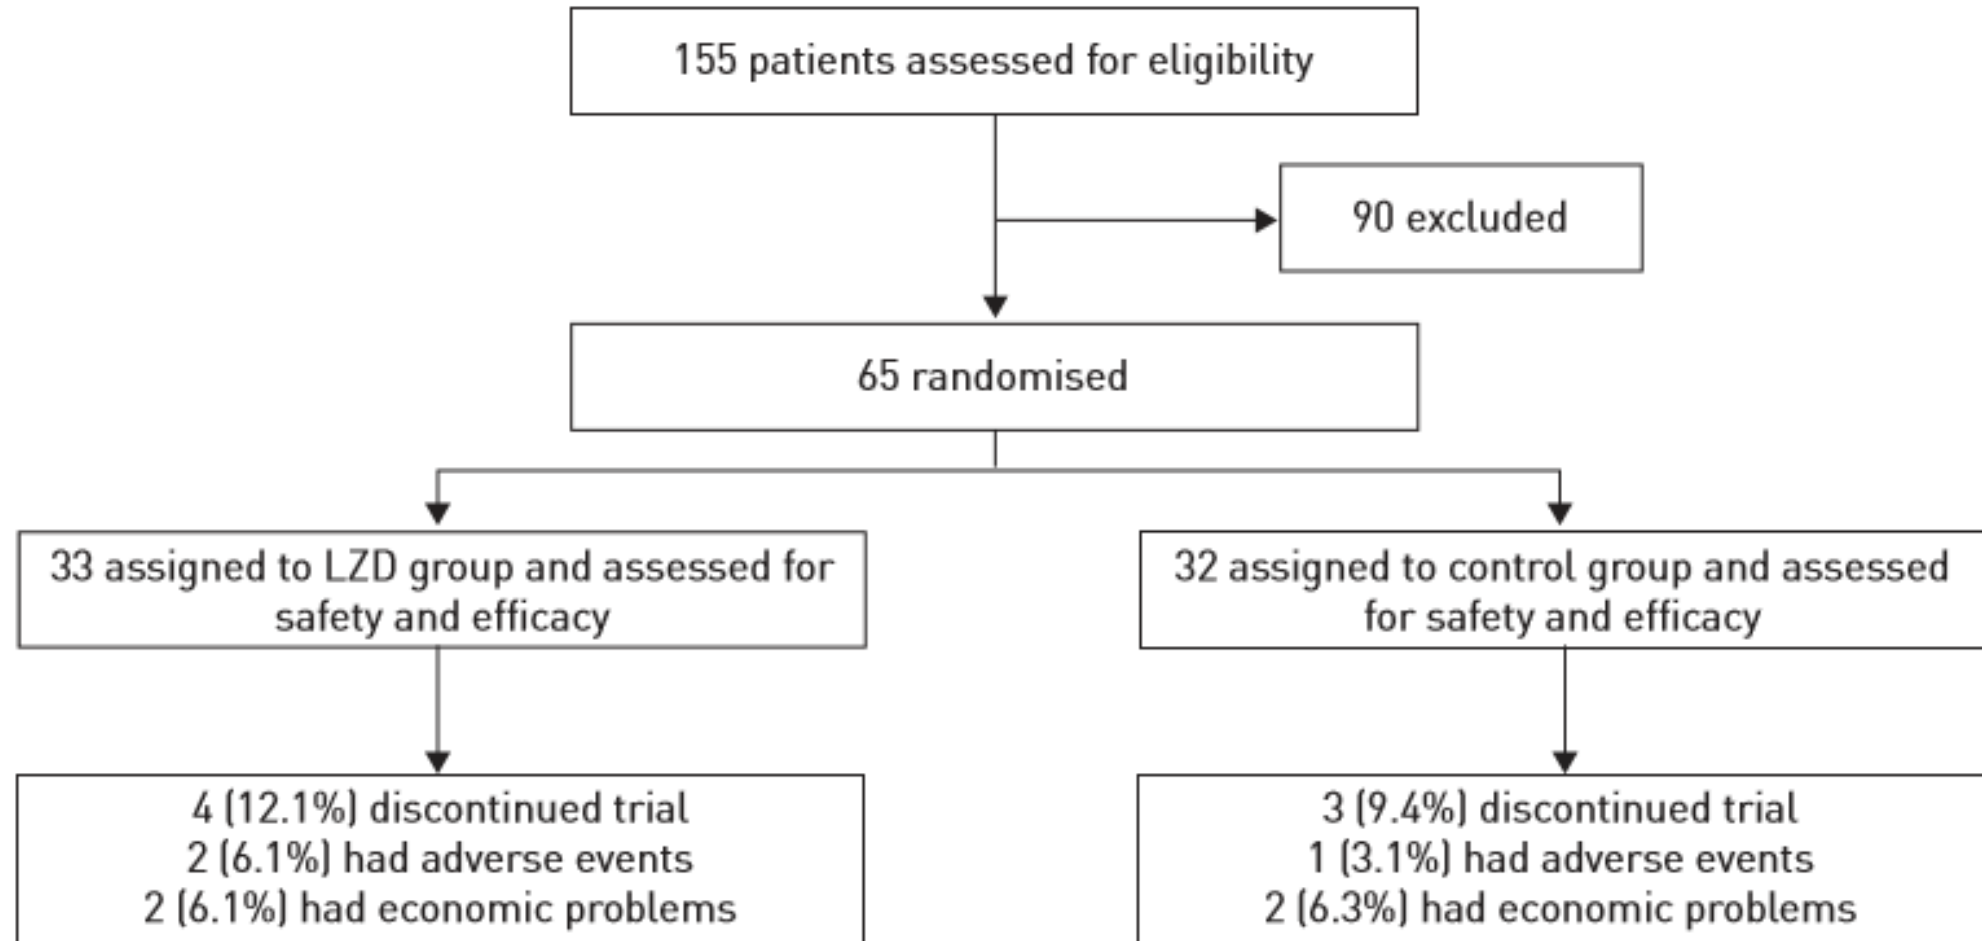 155 patients assessed for eligibility
90 excluded
65 randomised
33 assigned to LZD group and assessed for
safety and efficacy
32 assigned to control group and assessed
for safety and efficacy
4 (12.1%) discontinued trial
2 (6.1%) had adverse events
2 (6.1%) had economic problems
3 (9.4%) discontinued trial
1 (3.1%) had adverse events
2 (6.3%) had economic problems